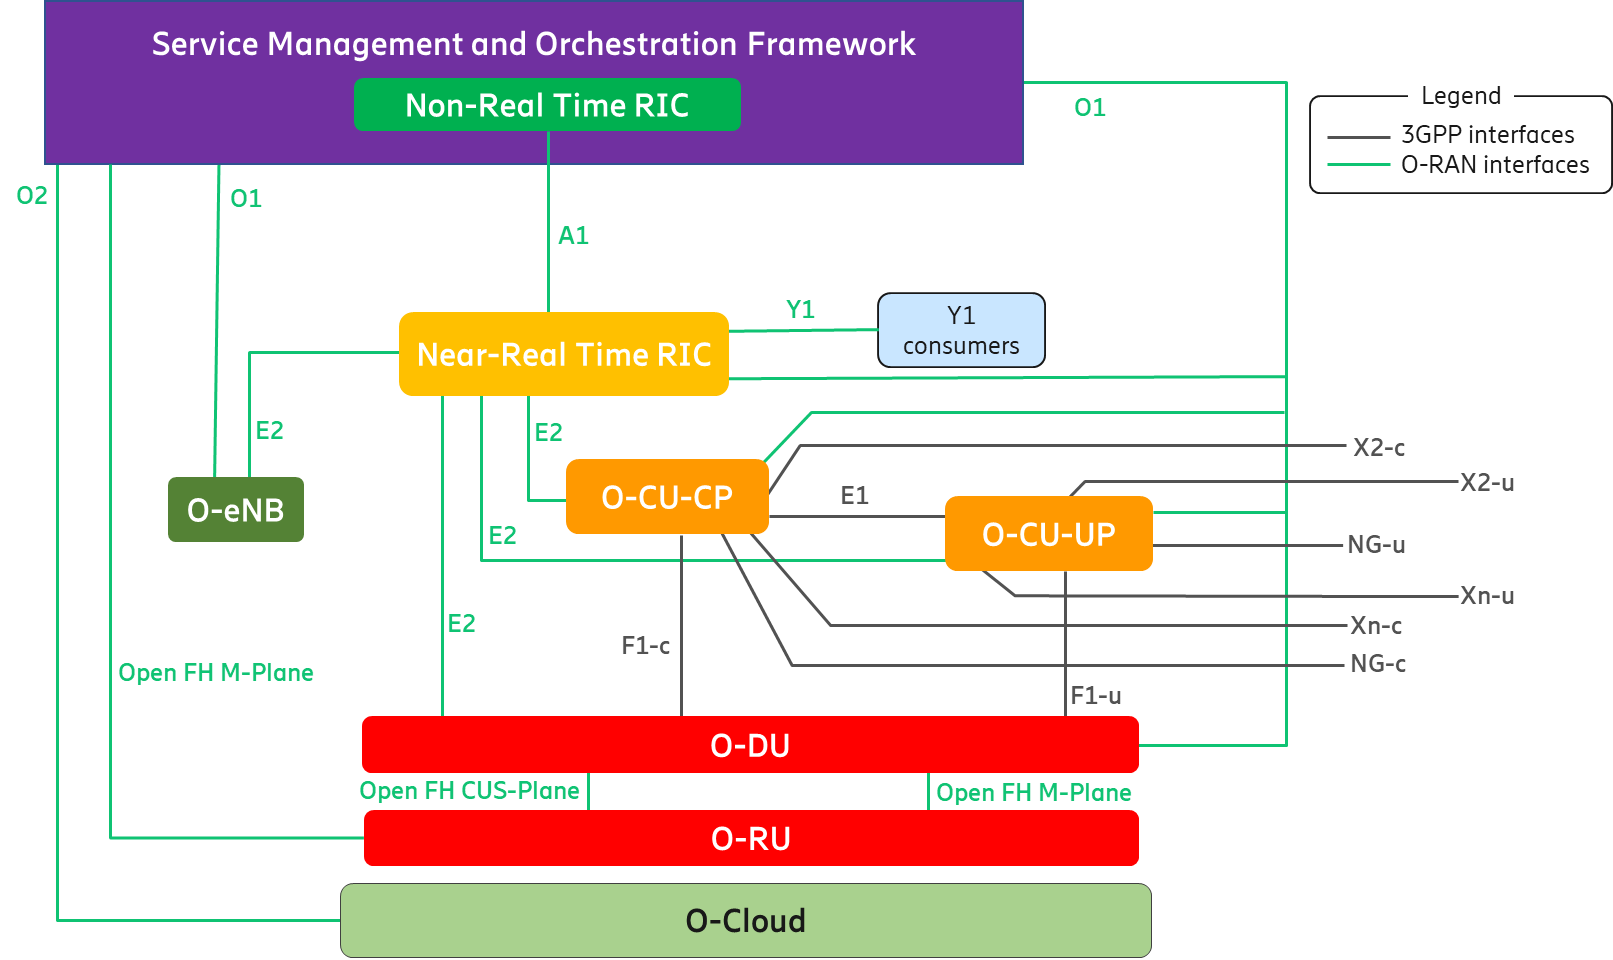 Service Management and Orchestration Framework
Non-Real Time RIC
O1
Legend
3GPP interfaces
O-RAN interfaces
O2
O1
A1
Y1
Y1
consumers
Near-Real Time RIC
E2
E2
X2-c
X2-u
O-CU-CP
E1
O-eNB
O-CU-UP
E2
NG-u
Xn-u
E2
Xn-c
F1-c
NG-c
Open FH M-Plane
F1-u
O-DU
Open FH CUS-Plane
Open FH M-Plane
O-RU
O-Cloud